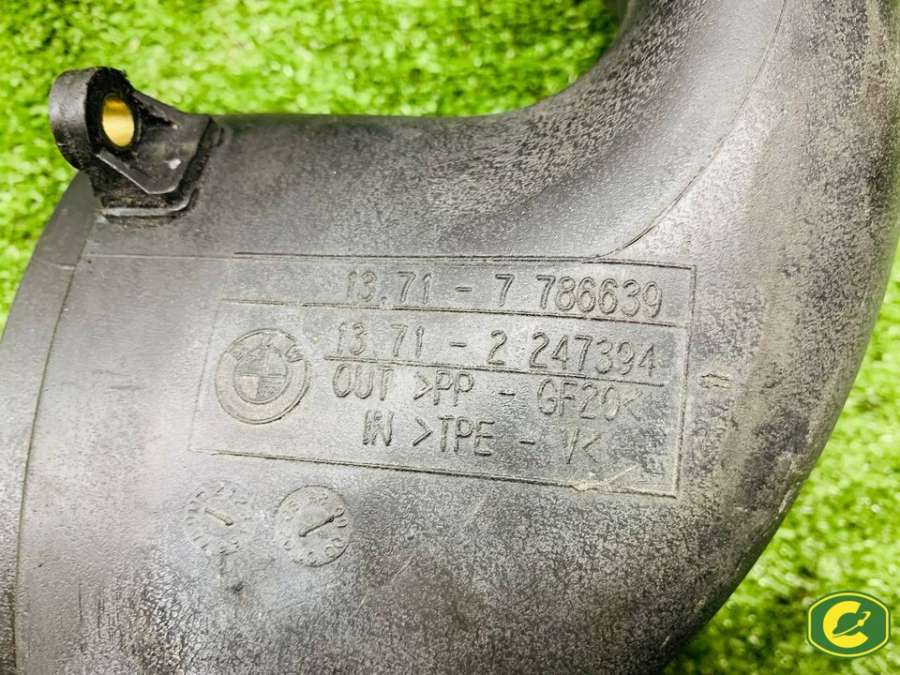 13.71 - 7 786639
13 71 - 2 247394
OUT >PP - GF20<
IN >TPE - V<
C